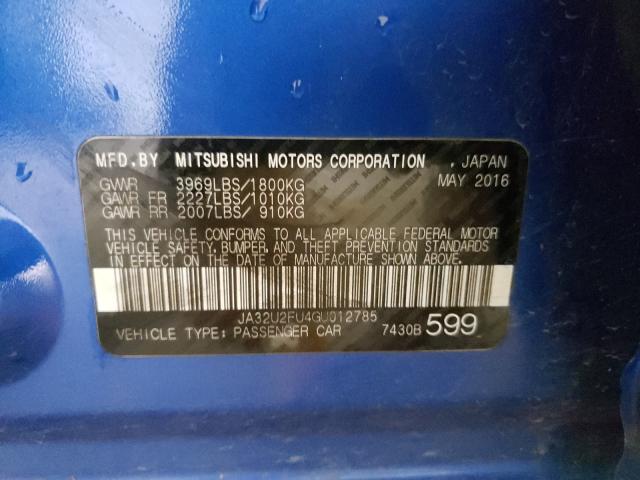 MFD.BY MITSUBISHI MOTORS CORPORATION , JAPAN
GVWR 3969LBS/1800KG MAY 2016
GAWR FR 2227LBS/1010KG
GAWR RR 2007LBS/ 910KG
THIS VEHICLE CONFORMS TO ALL APPLICABLE FEDERAL MOTOR
VEHICLE SAFETY, BUMPER, AND THEFT PREVENTION STANDARDS
IN EFFECT ON THE DATE OF MANUFACTURE SHOWN ABOVE.
JA32U2FU4GU012785
VEHICLE TYPE: PASSENGER CAR 7430B 599